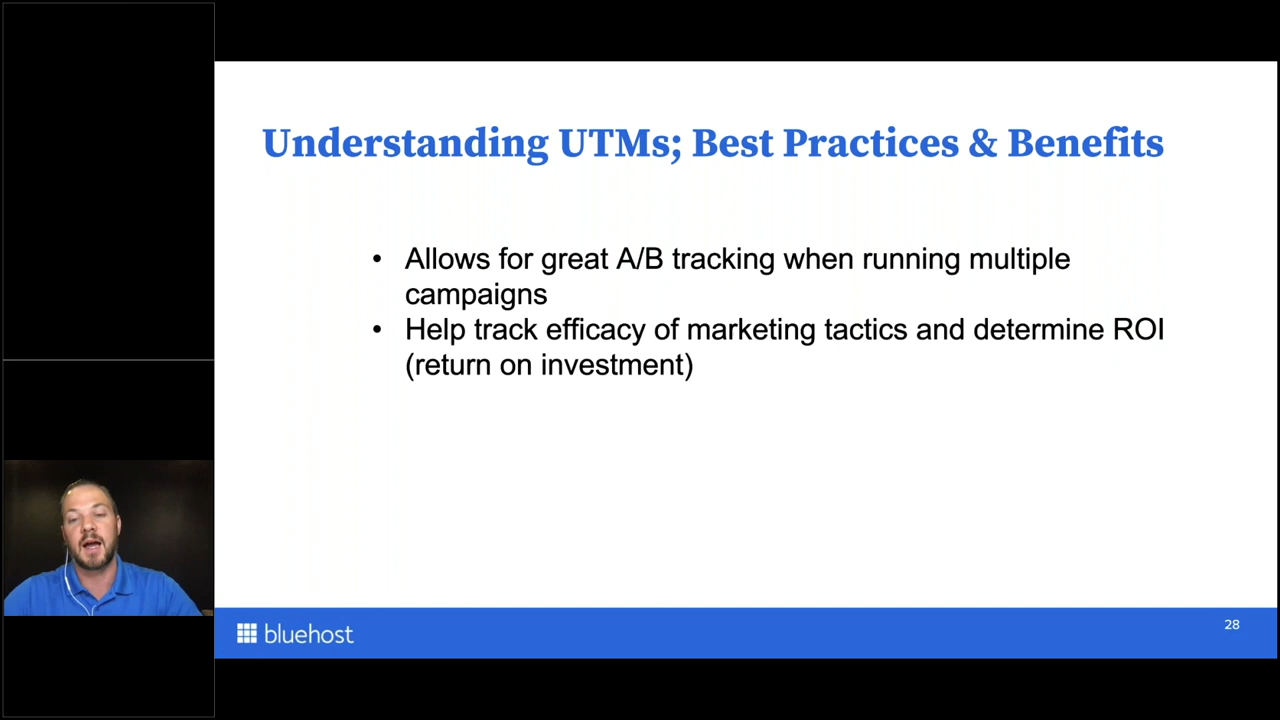 Understanding UTMs; Best Practices & Benefits
• Allows for great A/B tracking when running multiple
campaigns
• Help track efficacy of marketing tactics and determine ROI
(return on investment)
bluehost
28